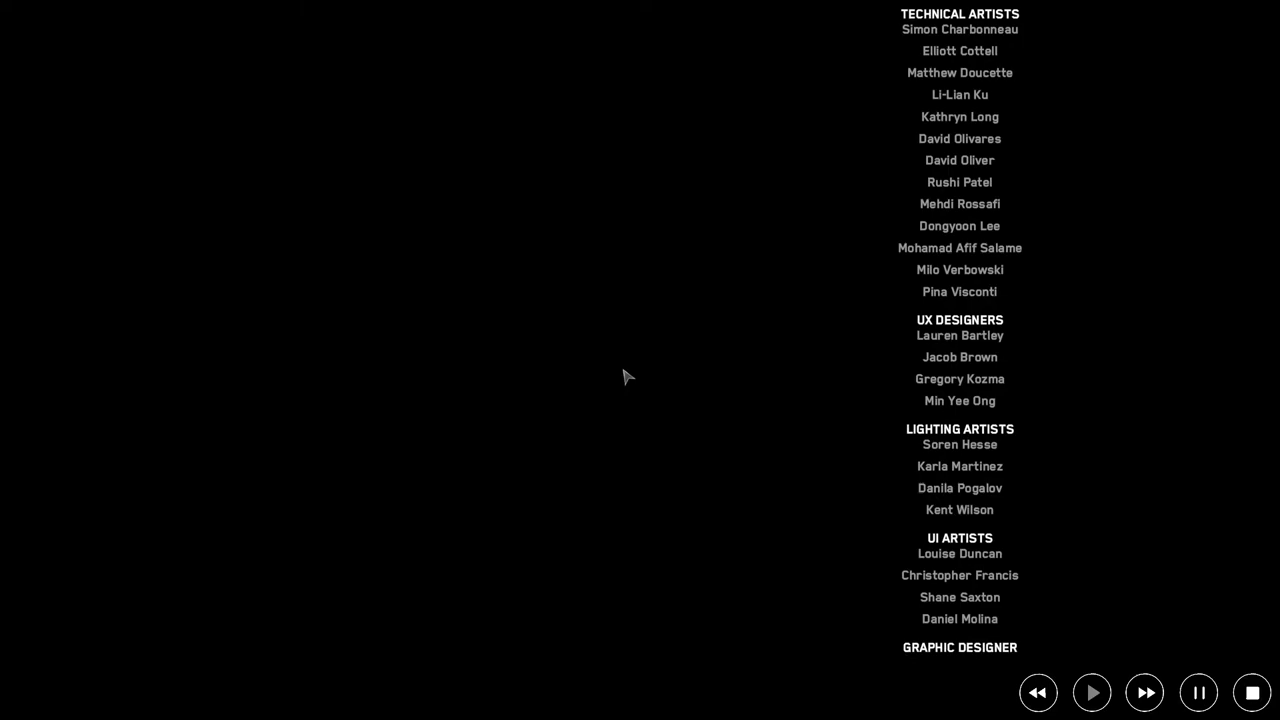 TECHNICAL ARTISTS
Simon Charbonneau
Elliott Cottell
Matthew Doucette
Li-Lian Ku
Kathryn Long
David Olivares
David Oliver
Rushi Patel
Mehdi Rossafi
Dongyoon Lee
Mohamad Afif Salame
Milo Verbowski
Pina Visconti
UX DESIGNERS
Lauren Bartley
Jacob Brown
Gregory Kozma
Min Yee Ong
LIGHTING ARTISTS
Soren Hesse
Karla Martinez
Danila Pogalov
Kent Wilson
UI ARTISTS
Louise Duncan
Christopher Francis
Shane Saxton
Daniel Molina
GRAPHIC DESIGNER